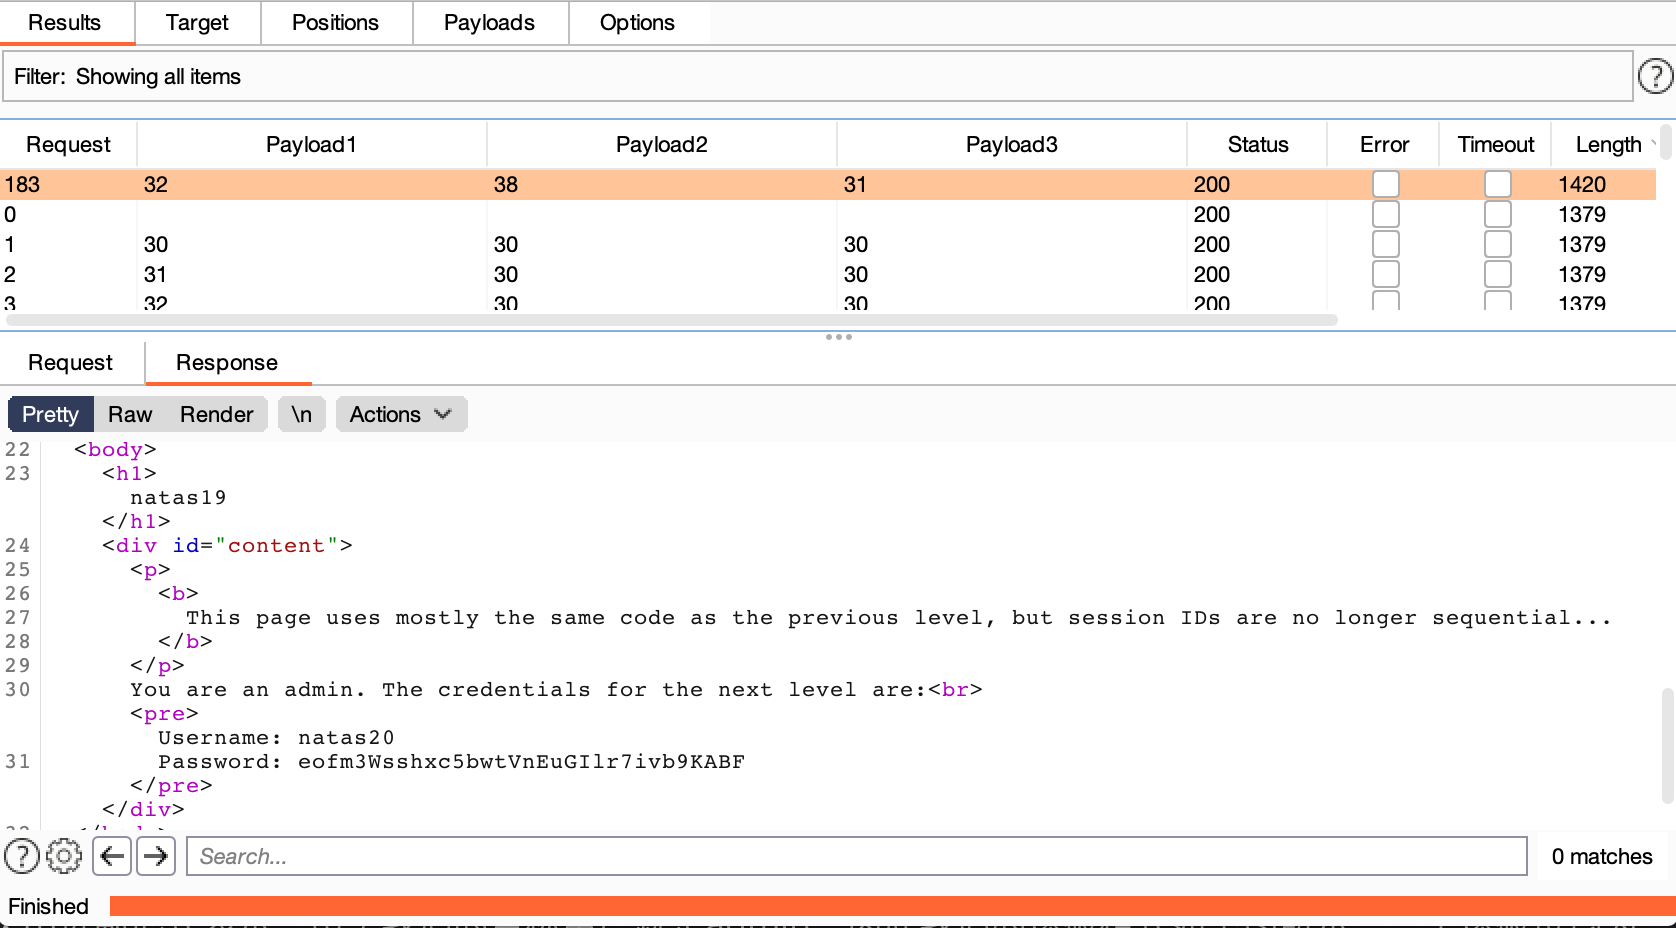 Results Target Positions Payloads Options
Filter: Showing all items ?
Request Payload1 Payload2 Payload3 Status Error Timeout Length
183 32 38 31 200 1420
0 200 1379
1 30 30 30 200 1379
2 31 30 30 200 1379
3 32 30 30 200 1379
Request Response
Pretty Raw Render \n Actions
22 <body>
23 <h1>
natas19
</h1>
24 <div id="content">
25 <p>
26 <b>
27 This page uses mostly the same code as the previous level, but session IDs are no longer sequential...
28 </b>
29 </p>
30 You are an admin. The credentials for the next level are:<br>
<pre>
Username: natas20
31 Password: eofm3Wsshxc5bwtVnEuGIlr7ivb9KABF
</pre>
</div>
? Search... 0 matches
Finished